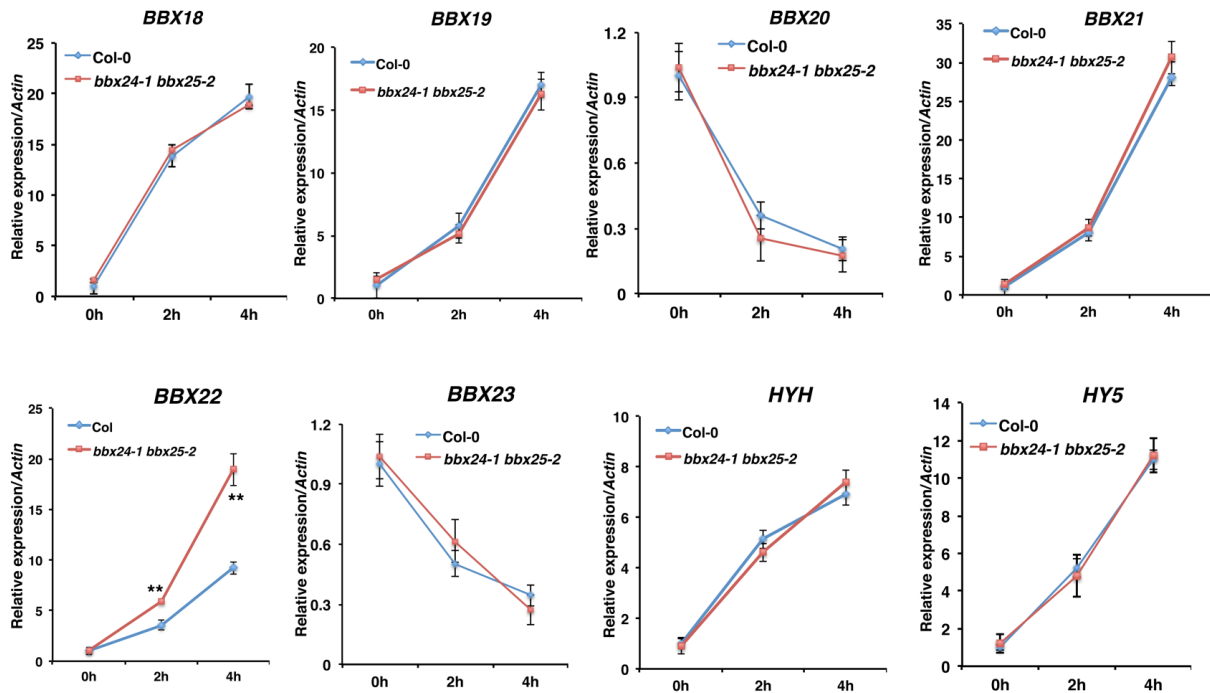 BBX18
Relative expression/Actin
25
20
15
10
5
0
Col-0
bbx24-1 bbx25-2
0h 2h 4h
BBX19
Relative expression/Actin
20
15
10
5
0
Col-0
bbx24-1 bbx25-2
0h 2h 4h
BBX20
Relative expression/Actin
1.2
0.9
0.6
0.3
0
Col-0
bbx24-1 bbx25-2
0h 2h 4h
BBX21
Relative expression/Actin
35
30
25
20
15
10
5
0
Col-0
bbx24-1 bbx25-2
0h 2h 4h
BBX22
Relative expression/Actin
25
20
15
10
5
0
Col
bbx24-1 bbx25-2
**
**
0h 2h 4h
BBX23
Relative expression/Actin
1.2
0.9
0.6
0.3
0
Col-0
bbx24-1 bbx25-2
0h 2h 4h
HYH
Relative expression/Actin
10
8
6
4
2
0
Col-0
bbx24-1 bbx25-2
0h 2h 4h
HY5
Relative expression/Actin
14
12
10
8
6
4
2
0
Col-0
bbx24-1 bbx25-2
0h 2h 4h